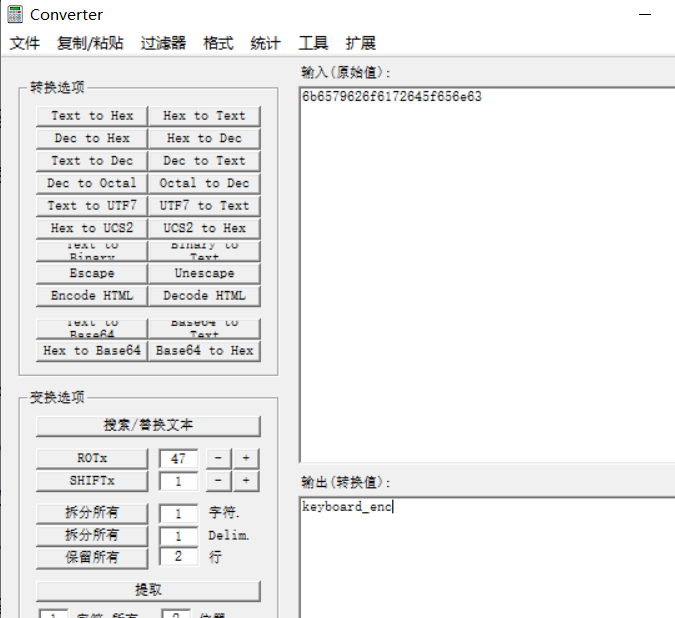 Converter
文件 复制/粘贴 过滤器 格式 统计 工具 扩展
转换选项
Text to Hex Hex to Text
Dec to Hex Hex to Dec
Text to Dec Dec to Text
Dec to Octal Octal to Dec
Text to UTF7 UTF7 to Text
Hex to UCS2 UCS2 to Hex
Text to Binary Binary to Text
Escape Unescape
Encode HTML Decode HTML
Text to Base64 Base64 to Text
Hex to Base64 Base64 to Hex
变换选项
搜索/替换文本
ROTx 47 - +
SHIFTx 1 - +
拆分所有 1 字符.
拆分所有 1 Delim.
保留所有 2 行
提取
输入(原始值):
6b6579626f6172645f656e63
输出(转换值):
keyboard_enc